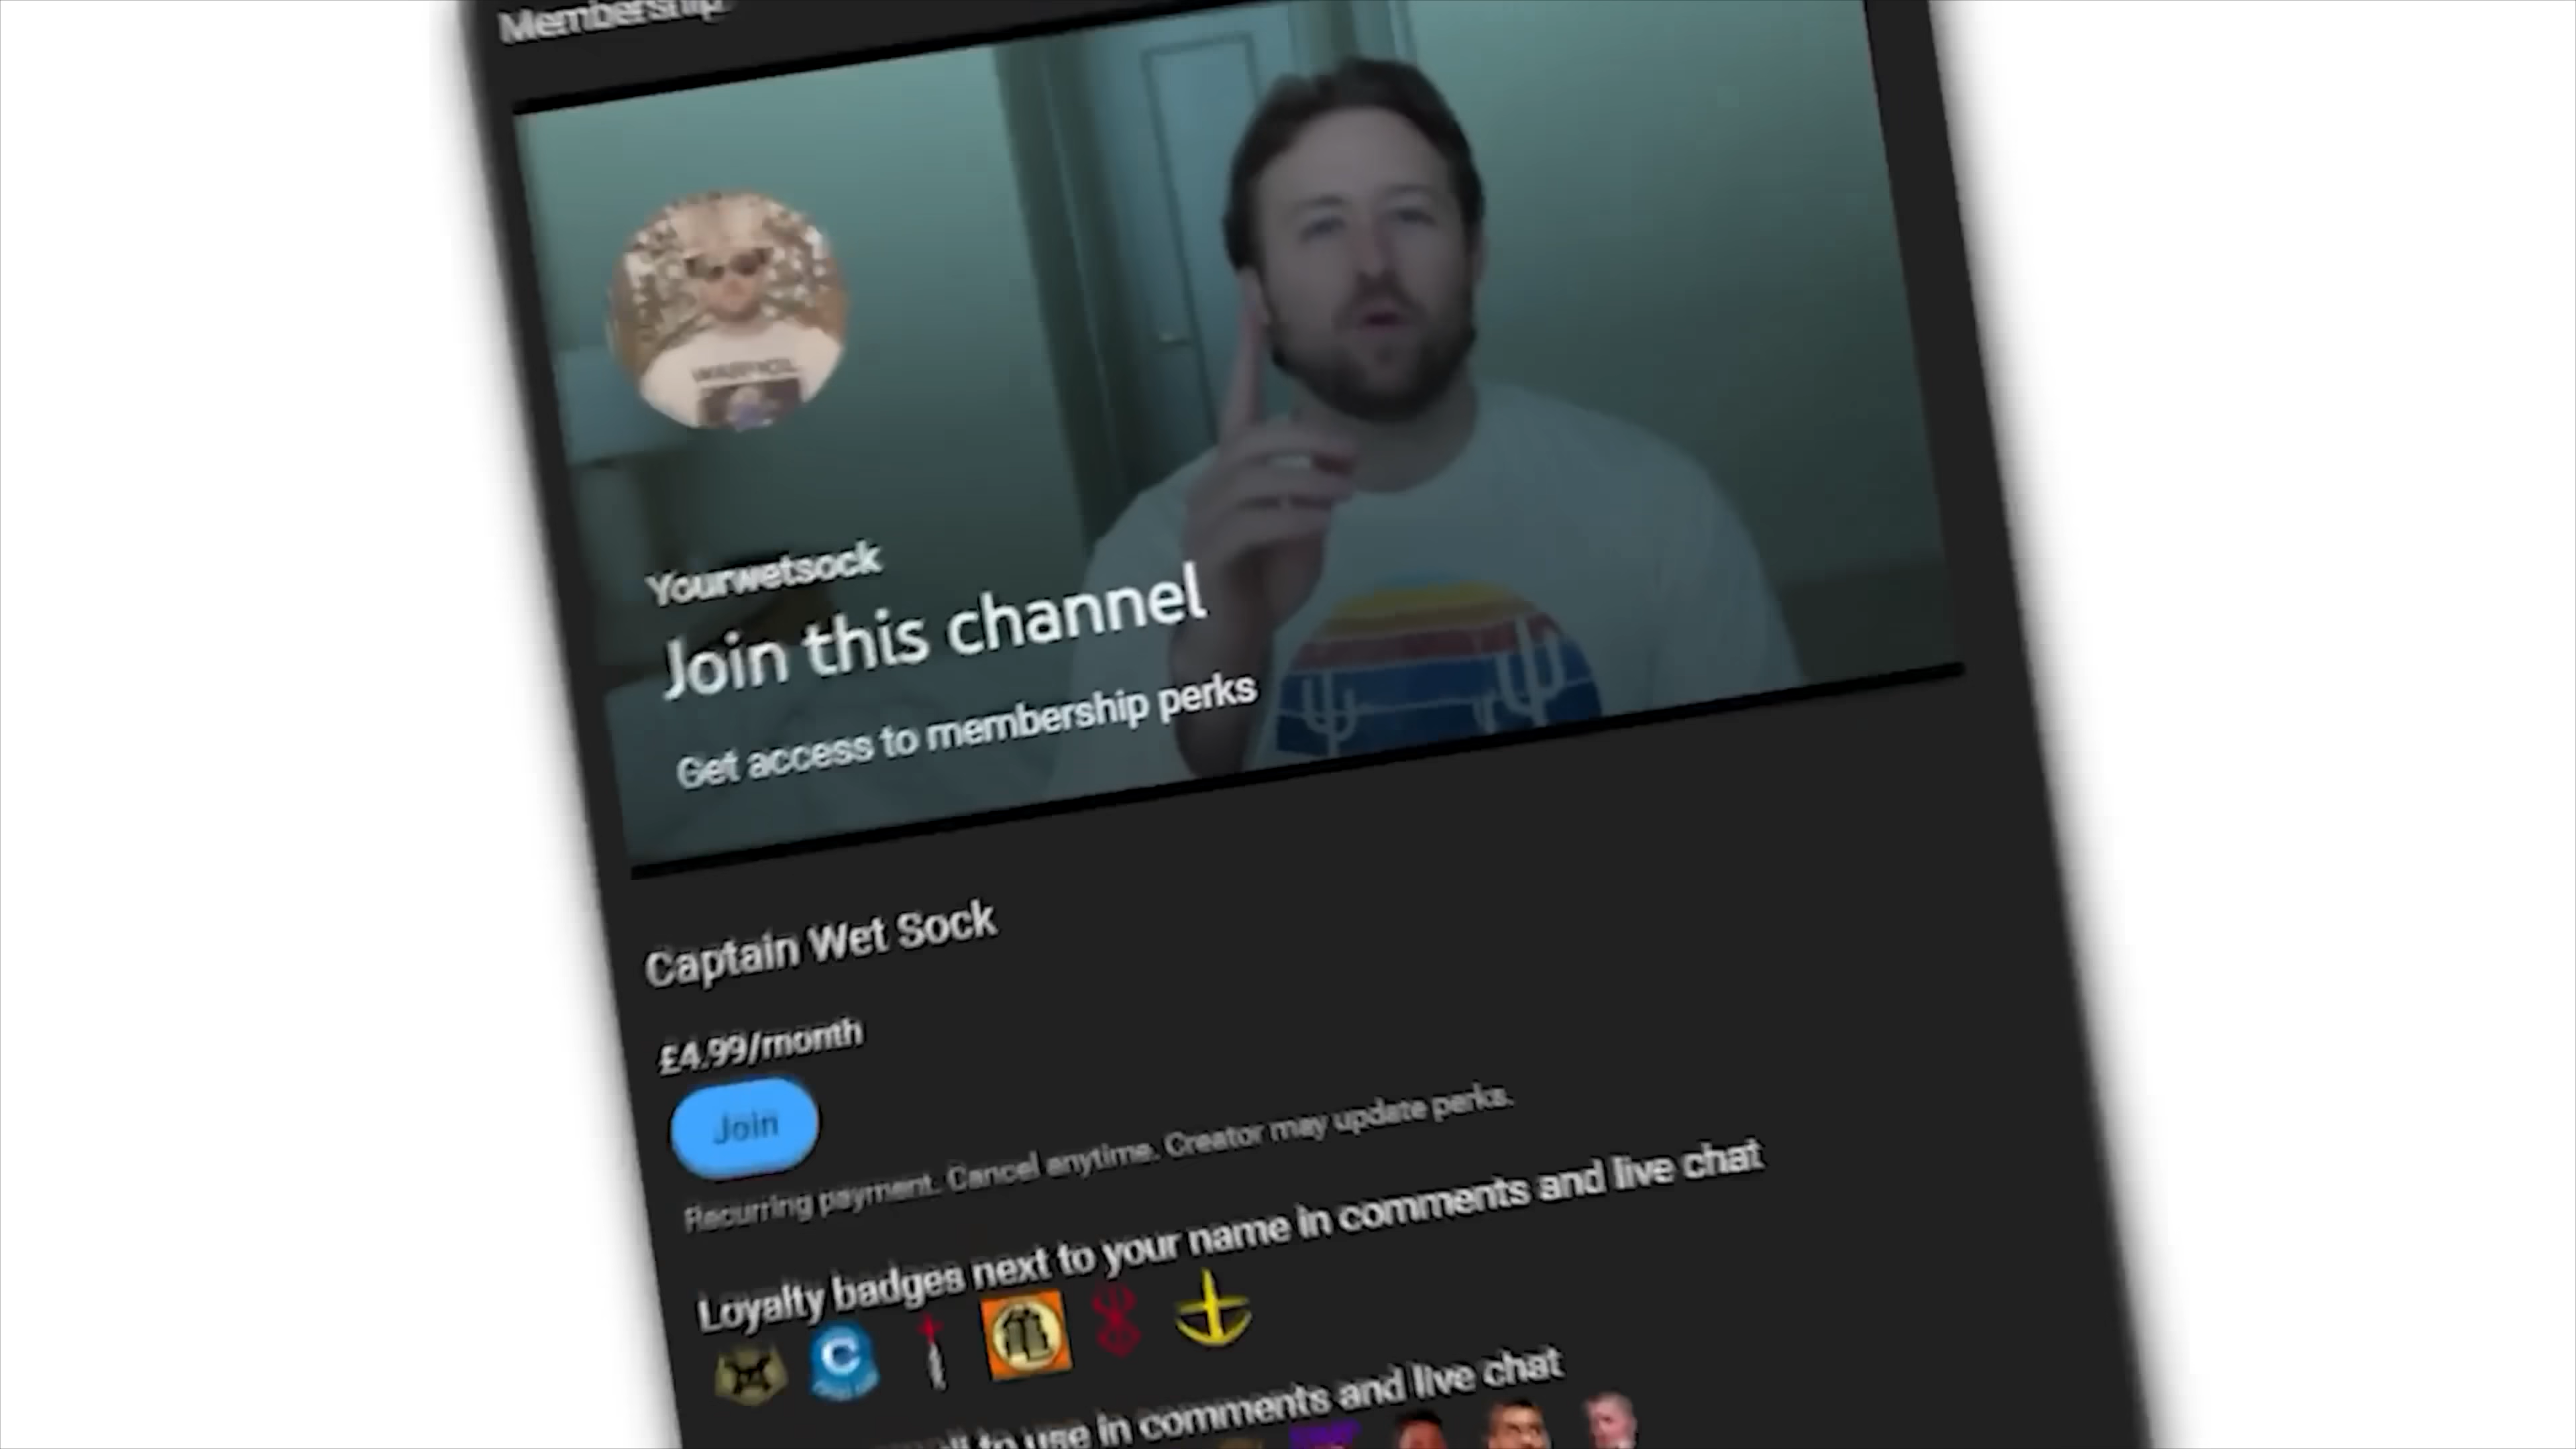 Membership
Yourwetsock
Join this channel
Get access to membership perks
Captain Wet Sock
£4.99/month
Join
Recurring payment. Cancel anytime. Creator may update perks.
Loyalty badges next to your name in comments and live chat
C
to use in comments and live chat